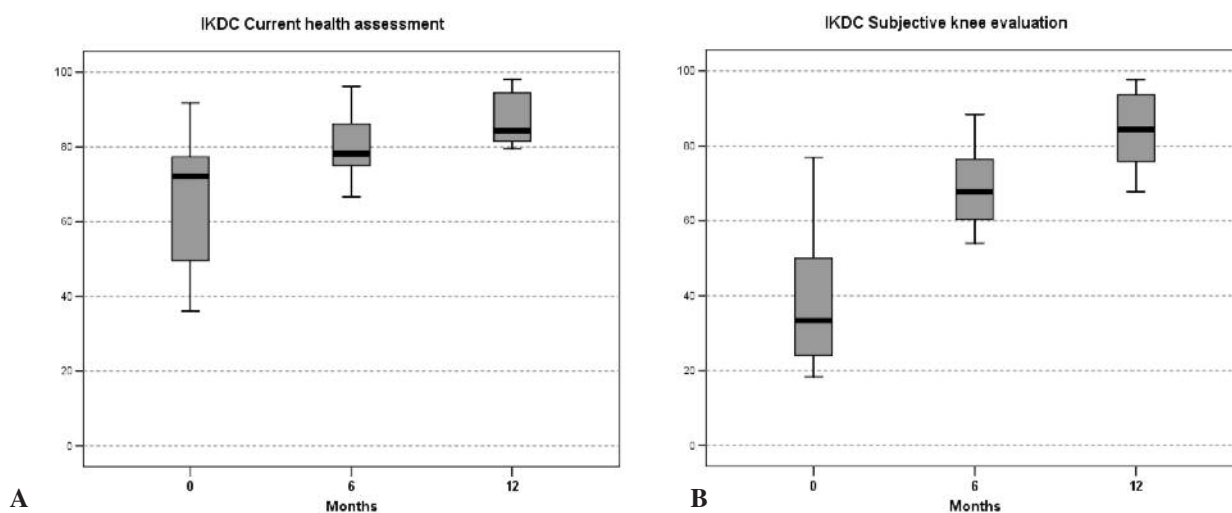 IKDC Current health assessment
100
80
60
40
20
0
0 6 12
Months
A
IKDC Subjective knee evaluation
100
80
60
40
20
0
0 6 12
Months
B